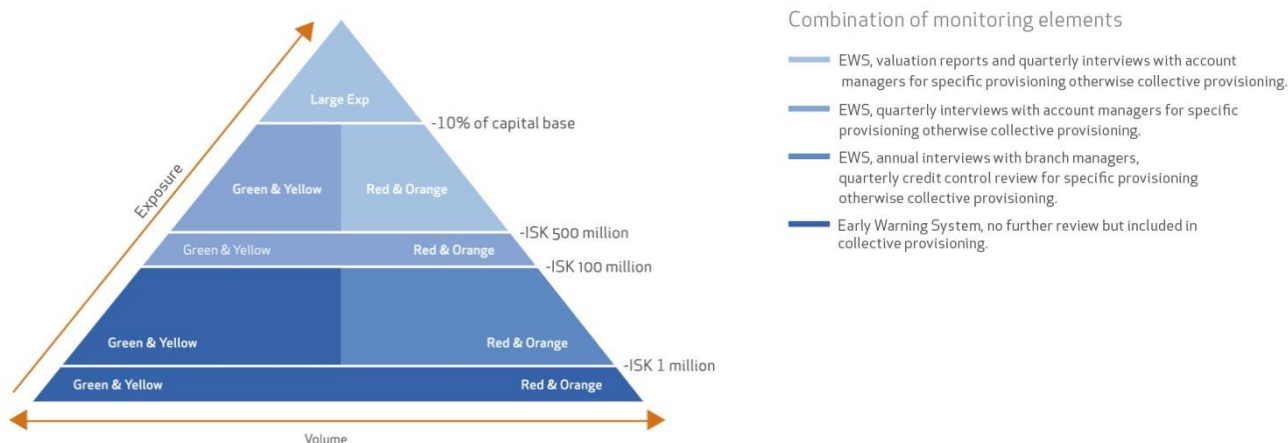 Combination of monitoring elements
EWS, valuation reports and quarterly interviews with account
managers for specific provisioning otherwise collective provisioning.
EWS, quarterly interviews with account managers for specific
provisioning otherwise collective provisioning.
EWS, annual interviews with branch managers,
quarterly credit control review for specific provisioning
otherwise collective provisioning.
Early Warning System, no further review but included in
collective provisioning.
Exposure
Large Exp
-10% of capital base
Green & Yellow
Red & Orange
-ISK 500 million
Green & Yellow
Red & Orange
-ISK 100 million
Green & Yellow
Red & Orange
-ISK 1 million
Green & Yellow
Red & Orange
Volume